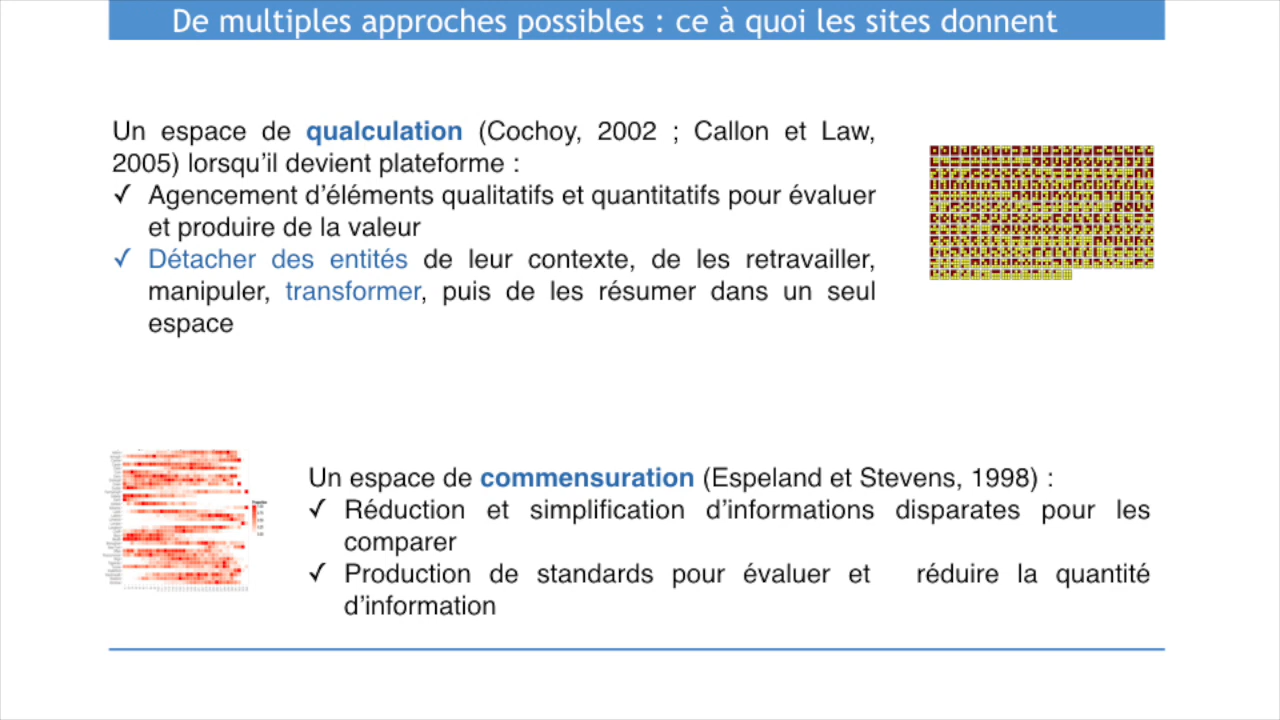 De multiples approches possibles : ce à quoi les sites donnent
Un espace de qualculation (Cochoy, 2002 ; Callon et Law,
2005) lorsqu'il devient plateforme :
✓ Agencement d'éléments qualitatifs et quantitatifs pour évaluer
et produire de la valeur
✓ Détacher des entités de leur contexte, de les retravailler,
manipuler, transformer, puis de les résumer dans un seul
espace
Un espace de commensuration (Espeland et Stevens, 1998) :
✓ Réduction et simplification d'informations disparates pour les
comparer
✓ Production de standards pour évaluer et réduire la quantité
d'information